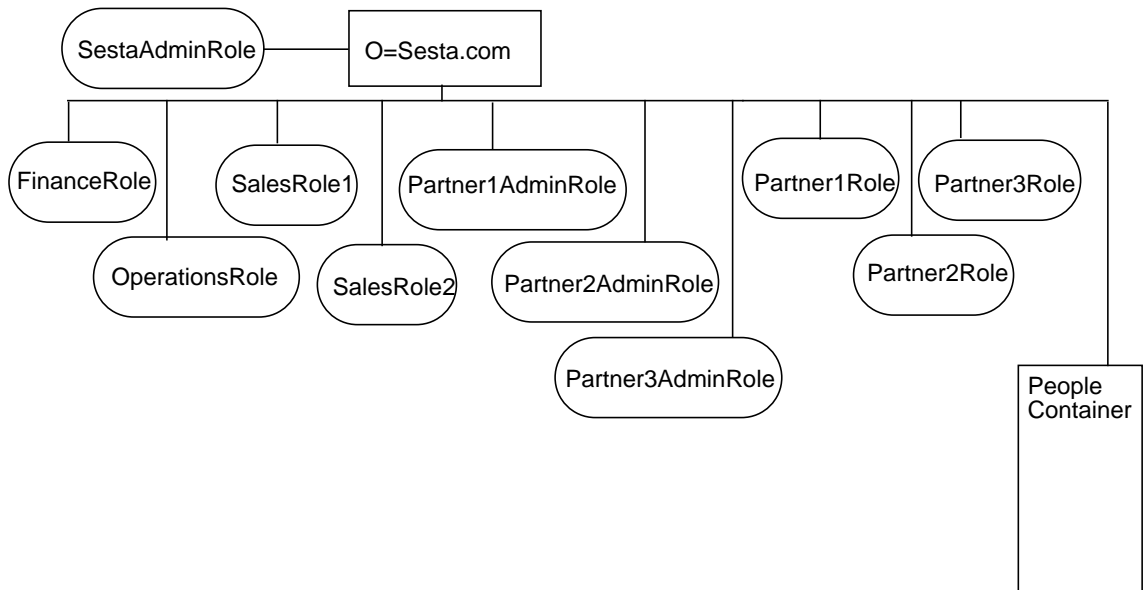 SestaAdminRole
O=Sesta.com
FinanceRole
SalesRole1
Partner1AdminRole
Partner1Role
Partner3Role
OperationsRole
SalesRole2
Partner2AdminRole
Partner2Role
Partner3AdminRole
People
Container